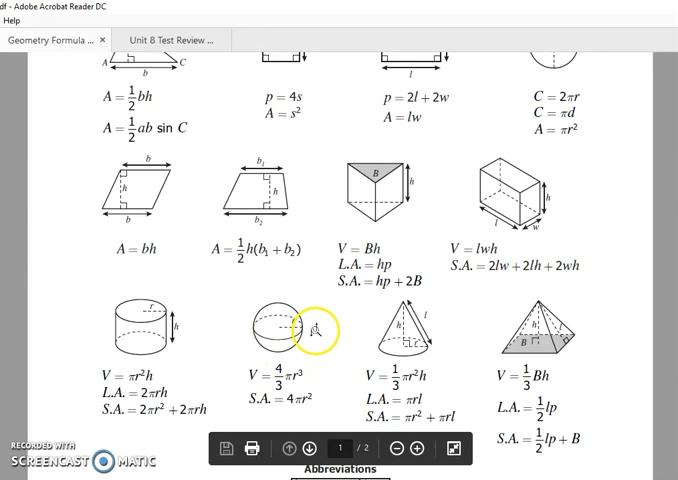 df - Adobe Acrobat Reader DC
Help
Geometry Formula ... ×
Unit 8 Test Review ...
A
C
b
l
A = 1/2 bh
A = 1/2 ab sin C
p = 4s
A = s²
p = 2l + 2w
A = lw
C = 2πr
C = πd
A = πr²
b
h
b
b₁
h
b₂
B
h
h
l
w
A = bh
A = 1/2 h(b₁ + b₂)
V = Bh
L.A. = hp
S.A. = hp + 2B
V = lwh
S.A. = 2lw + 2lh + 2wh
r
h
r
h
l
r
h
l
B
V = πr²h
L.A. = 2πrh
S.A. = 2πr² + 2πrh
V = 4/3 πr³
S.A. = 4πr²
V = 1/3 πr²h
L.A. = πrl
S.A. = πr² + πrl
V = 1/3 Bh
L.A. = 1/2 lp
S.A. = 1/2 lp + B
1 / 2
RECORDED WITH
SCREENCAST MATIC
Abbreviations